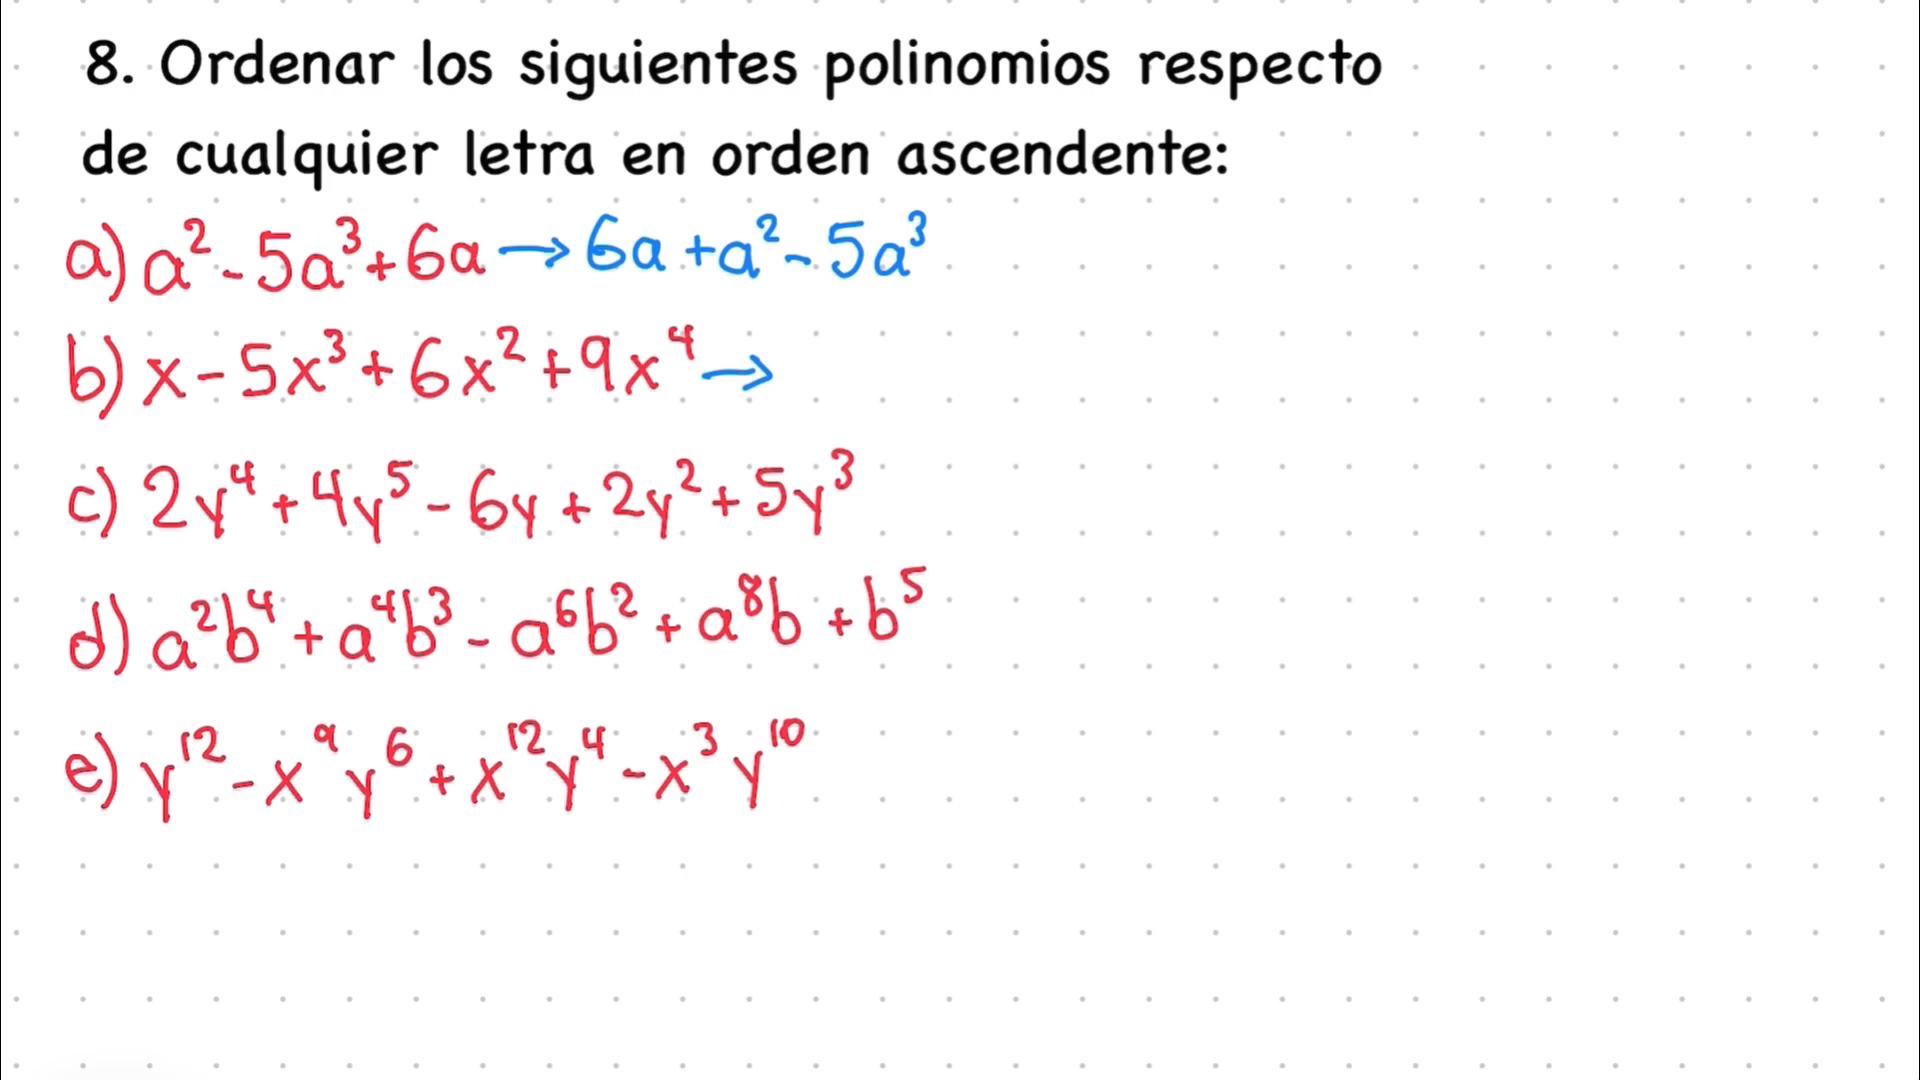 8. Ordenar los siguientes polinomios respecto
de cualquier letra en orden ascendente:
a) a² - 5a³ + 6a → 6a + a² - 5a³
b) x - 5x³ + 6x² + 9x⁴ →
c) 2y⁴ + 4y⁵ - 6y + 2y² + 5y³
d) a²b⁴ + a⁴b³ - a⁶b² + a⁸b + b⁵
e) y¹² - x⁹y⁶ + x¹²y⁴ - x³y¹⁰